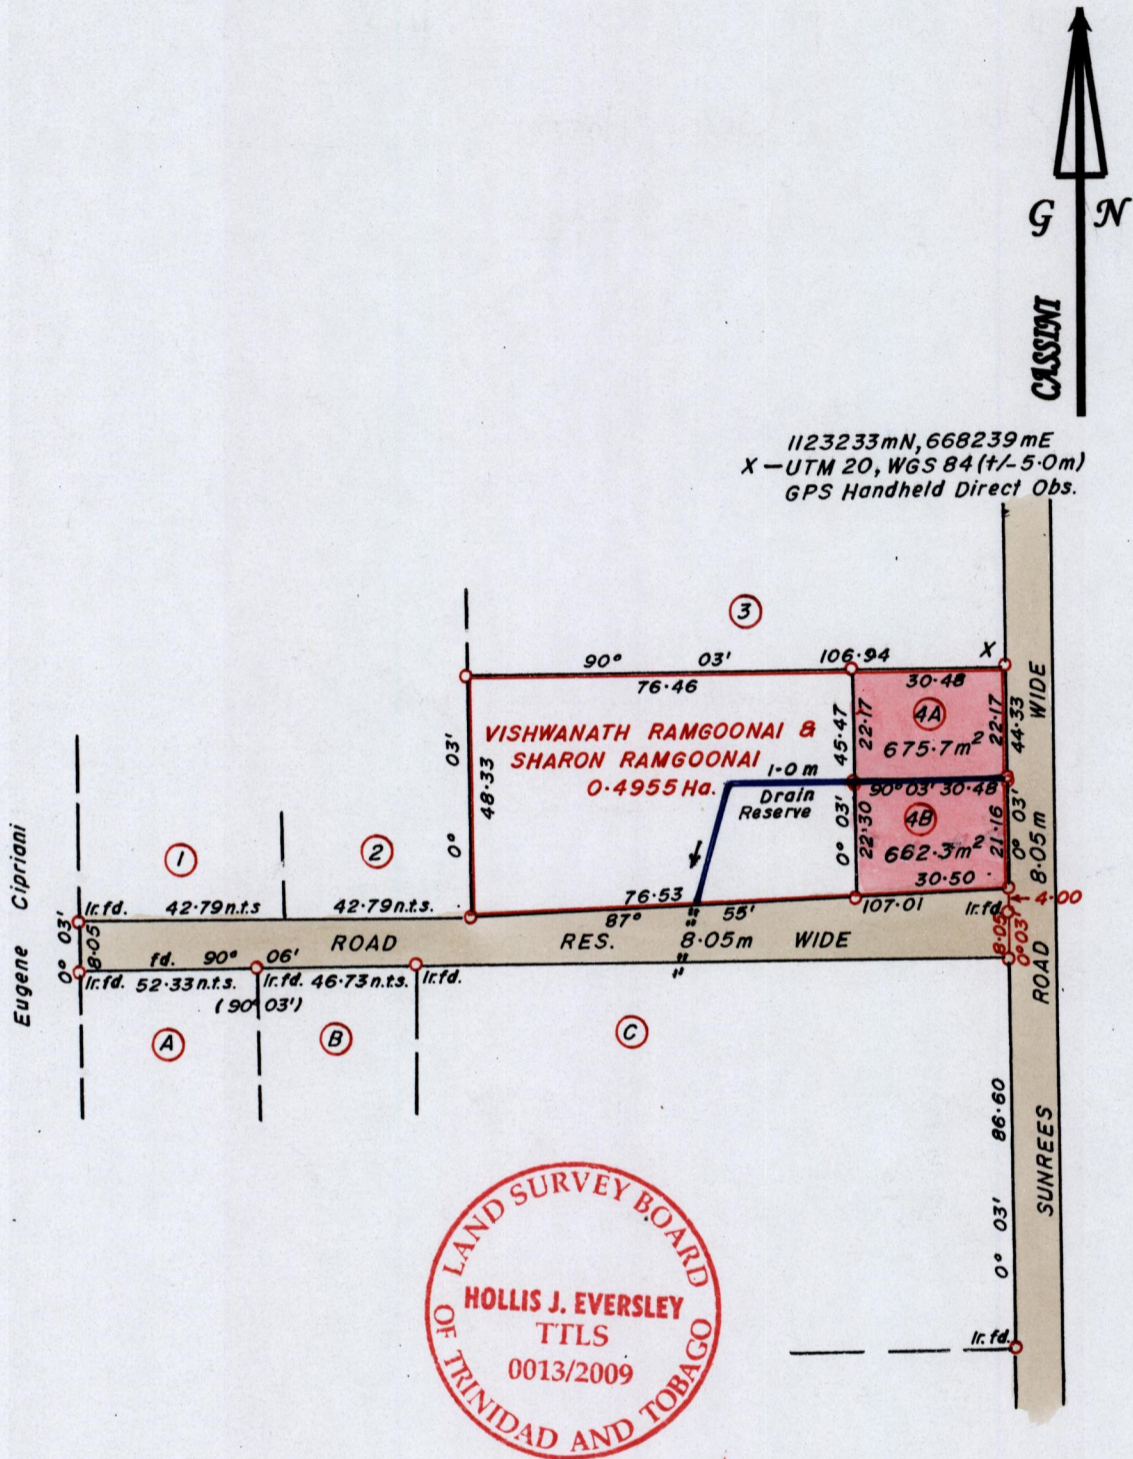 G N
CASSINI
1123233mN, 668239mE
X — UTM 20, WGS 84 (+/- 5·0m)
GPS Handheld Direct Obs.
3
X
90° 03' 106·94
76·46
30·48
4A
675·7m²
22·17
22·17
45·47
44·33
VISHWANATH RAMGOONAI &
SHARON RAMGOONAI
0·4955 Ha.
0° 03'
48·33
1·0 m
Drain
Reserve
90° 03' 30·48
4B
662·3m²
0° 03'
22·30
21·16
0° 03'
30·50
76·53
87° 55'
107·01
Ir.fd.
4·00
8·05
0° 03'
Eugene Cipriani
1
2
Ir.fd. 42·79 n.t.s
42·79 n.t.s.
0° 03'
8·05
ROAD RES. 8·05m WIDE
fd. 90° 06'
Ir.fd. 52·33 n.t.s.
Ir.fd. 46·73 n.t.s.
Ir.fd.
(90° 03')
A
B
C
SUNREES ROAD 8·05m WIDE
0° 03' 86·60
Ir. fd.
LAND SURVEY BOARD
HOLLIS J. EVERSLEY
TTLS
0013/2009
OF TRINIDAD AND TOBAGO